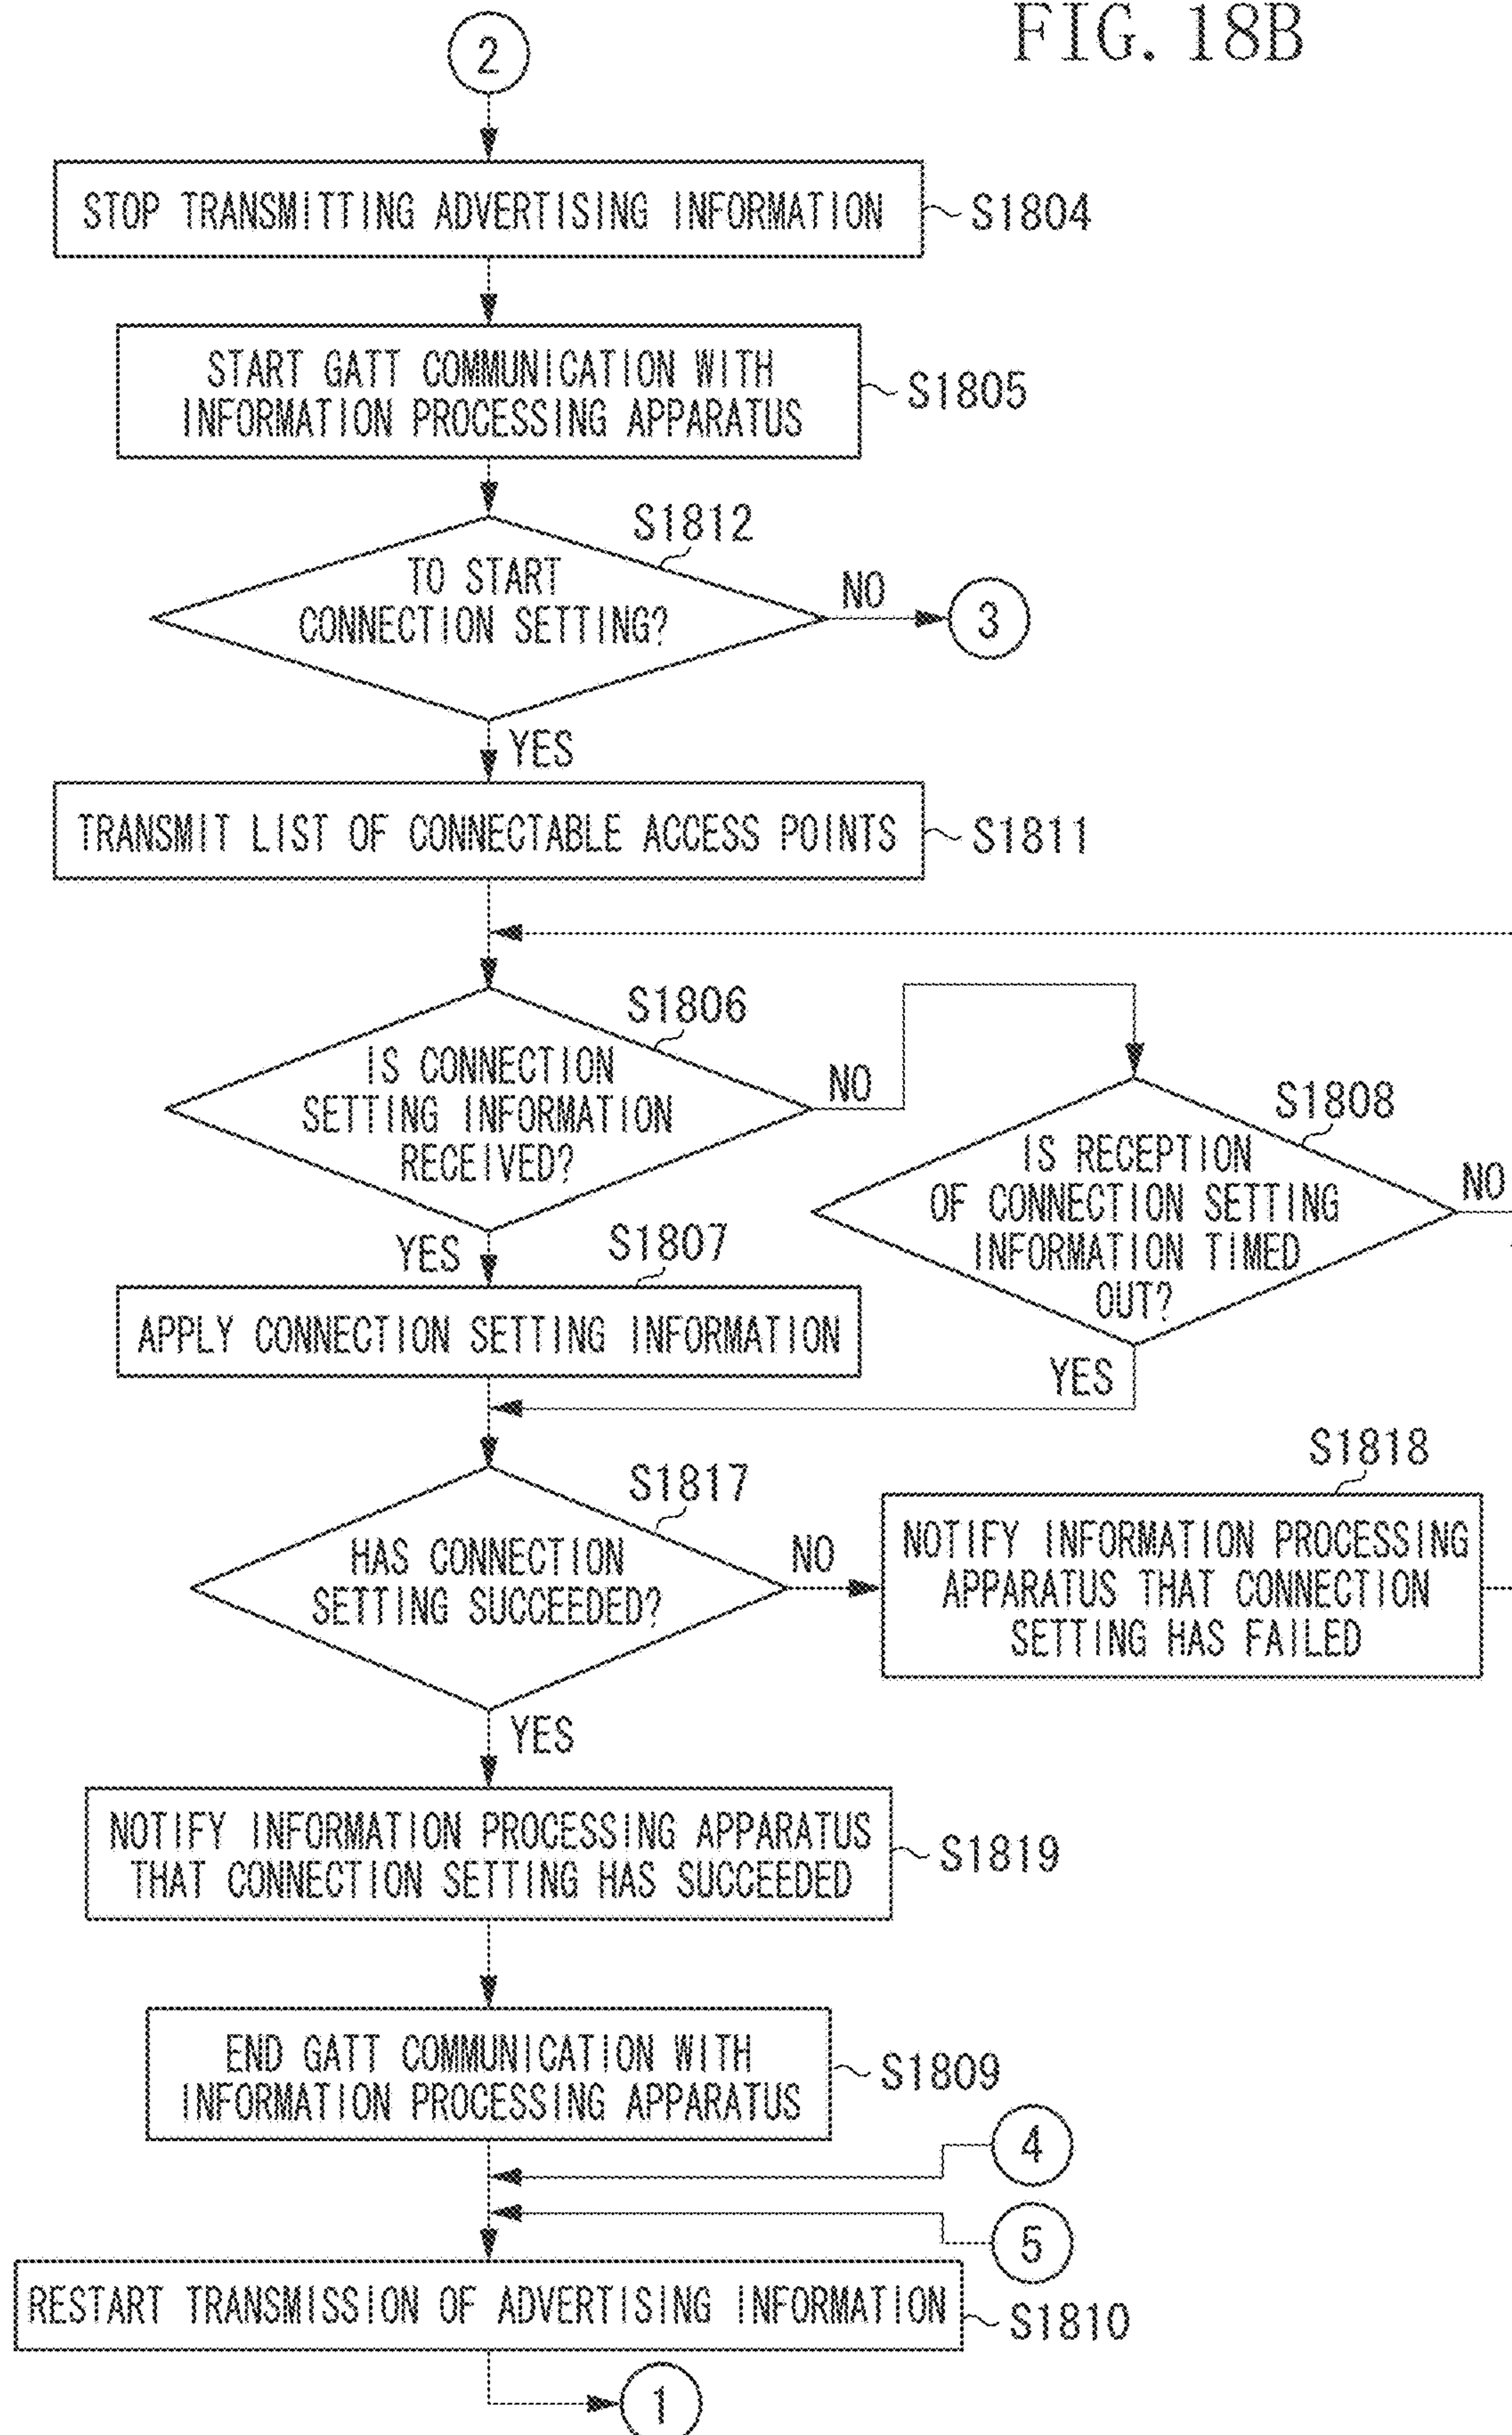 FIG. 18B
2
STOP TRANSMITTING ADVERTISING INFORMATION
S1804
START GATT COMMUNICATION WITH
INFORMATION PROCESSING APPARATUS
S1805
S1812
TO START
CONNECTION SETTING?
NO
3
YES
TRANSMIT LIST OF CONNECTABLE ACCESS POINTS
S1811
S1806
IS CONNECTION
SETTING INFORMATION
RECEIVED?
NO
S1808
IS RECEPTION
OF CONNECTION SETTING
INFORMATION TIMED
OUT?
NO
YES
S1807
APPLY CONNECTION SETTING INFORMATION
YES
S1817
HAS CONNECTION
SETTING SUCCEEDED?
NO
S1818
NOTIFY INFORMATION PROCESSING
APPARATUS THAT CONNECTION
SETTING HAS FAILED
YES
NOTIFY INFORMATION PROCESSING APPARATUS
THAT CONNECTION SETTING HAS SUCCEEDED
S1819
END GATT COMMUNICATION WITH
INFORMATION PROCESSING APPARATUS
S1809
4
5
RESTART TRANSMISSION OF ADVERTISING INFORMATION
S1810
1